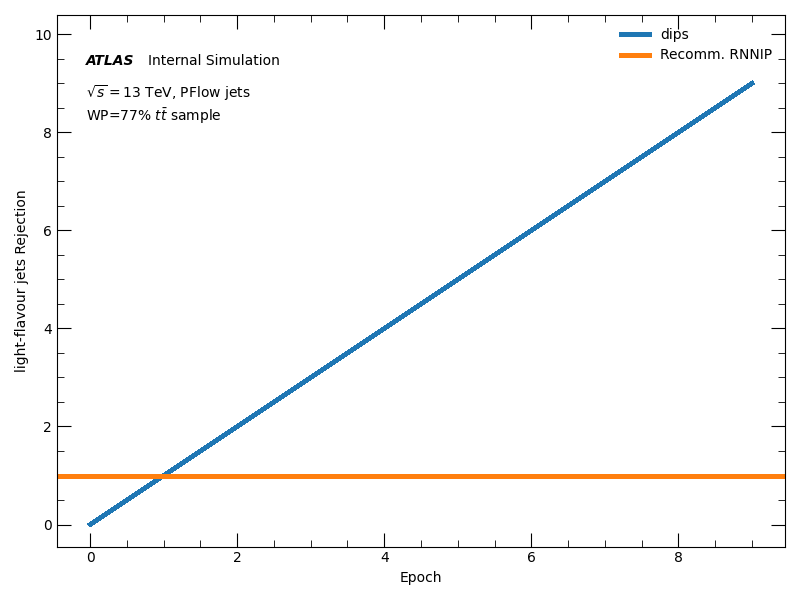 dips
Recomm. RNNIP
ATLAS Internal Simulation
√s = 13 TeV, PFlow jets
WP=77% tt̄ sample
light-flavour jets Rejection
10
8
6
4
2
0
0 2 4 6 8
Epoch